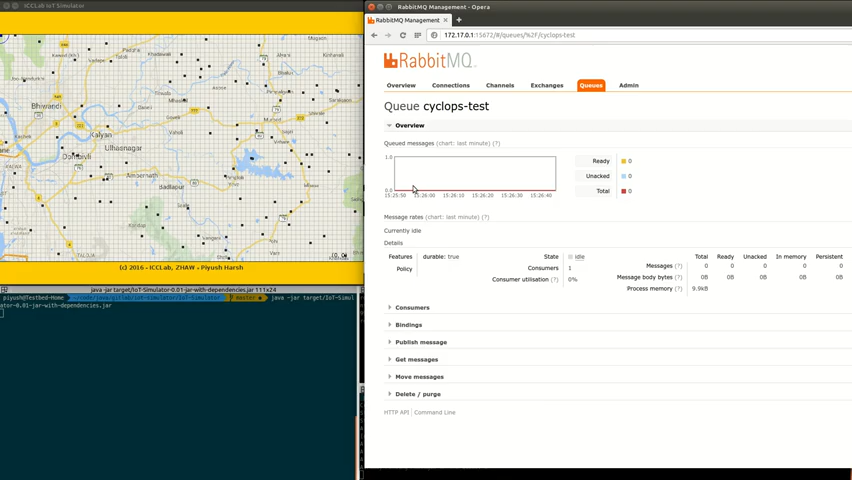 ICCLab IoT Simulator
Bhiwandi
Kalyan
Dombivli
Ulhasnagar
Ambernath
Badlapur
(0, 0)
(c) 2016 - ICCLab, ZHAW - Piyush Harsh
java -jar target/IoT-Simulator-0.01-jar-with-dependencies.jar 111x24
piyush@Testbed-Home
master
java -jar target/IoT-Simul
ator-0.01-jar-with-dependencies.jar
RabbitMQ Management - Opera
RabbitMQ Management
172.17.0.1:15672/#/queues/%2F/cyclops-test
RabbitMQ
Overview Connections Channels Exchanges Queues Admin
Queue cyclops-test
Overview
Queued messages (chart: last minute) (?)
1.0
0.0
15:25:50 15:26:00 15:26:10 15:26:20 15:26:30 15:26:40
Ready 0
Unacked 0
Total 0
Message rates (chart: last minute) (?)
Currently idle
Details
Features durable: true
Policy
State idle
Consumers 1
Consumer utilisation (?) 0%
Total Ready Unacked In memory Persistent
Messages (?) 0 0 0 0 0
Message body bytes (?) 0B 0B 0B 0B 0B
Process memory (?) 9.9kB
Consumers
Bindings
Publish message
Get messages
Move messages
Delete / purge
HTTP API Command Line